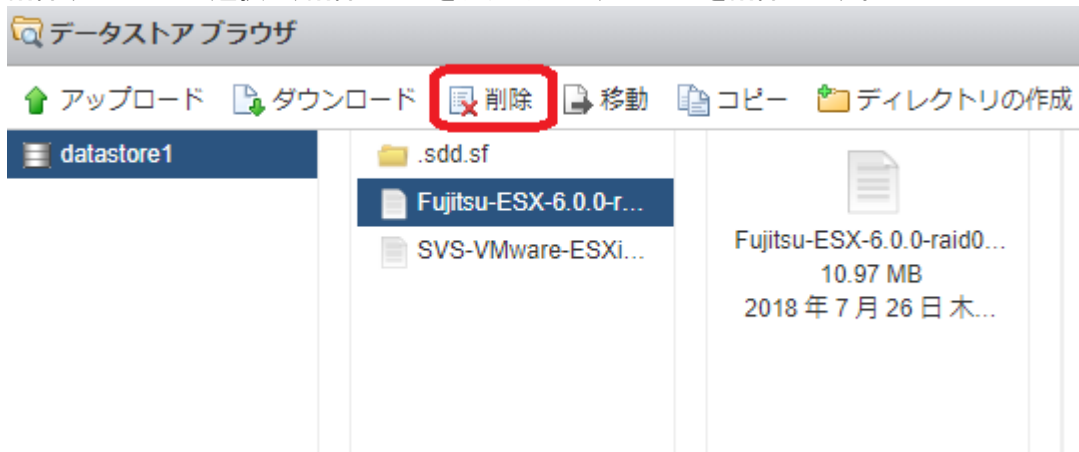 データストア ブラウザ
アップロード ダウンロード 削除 移動 コピー ディレクトリの作成
datastore1
.sdd.sf
Fujitsu-ESX-6.0.0-r...
SVS-VMware-ESXi...
Fujitsu-ESX-6.0.0-raid0...
10.97 MB
2018 年 7 月 26 日 木...